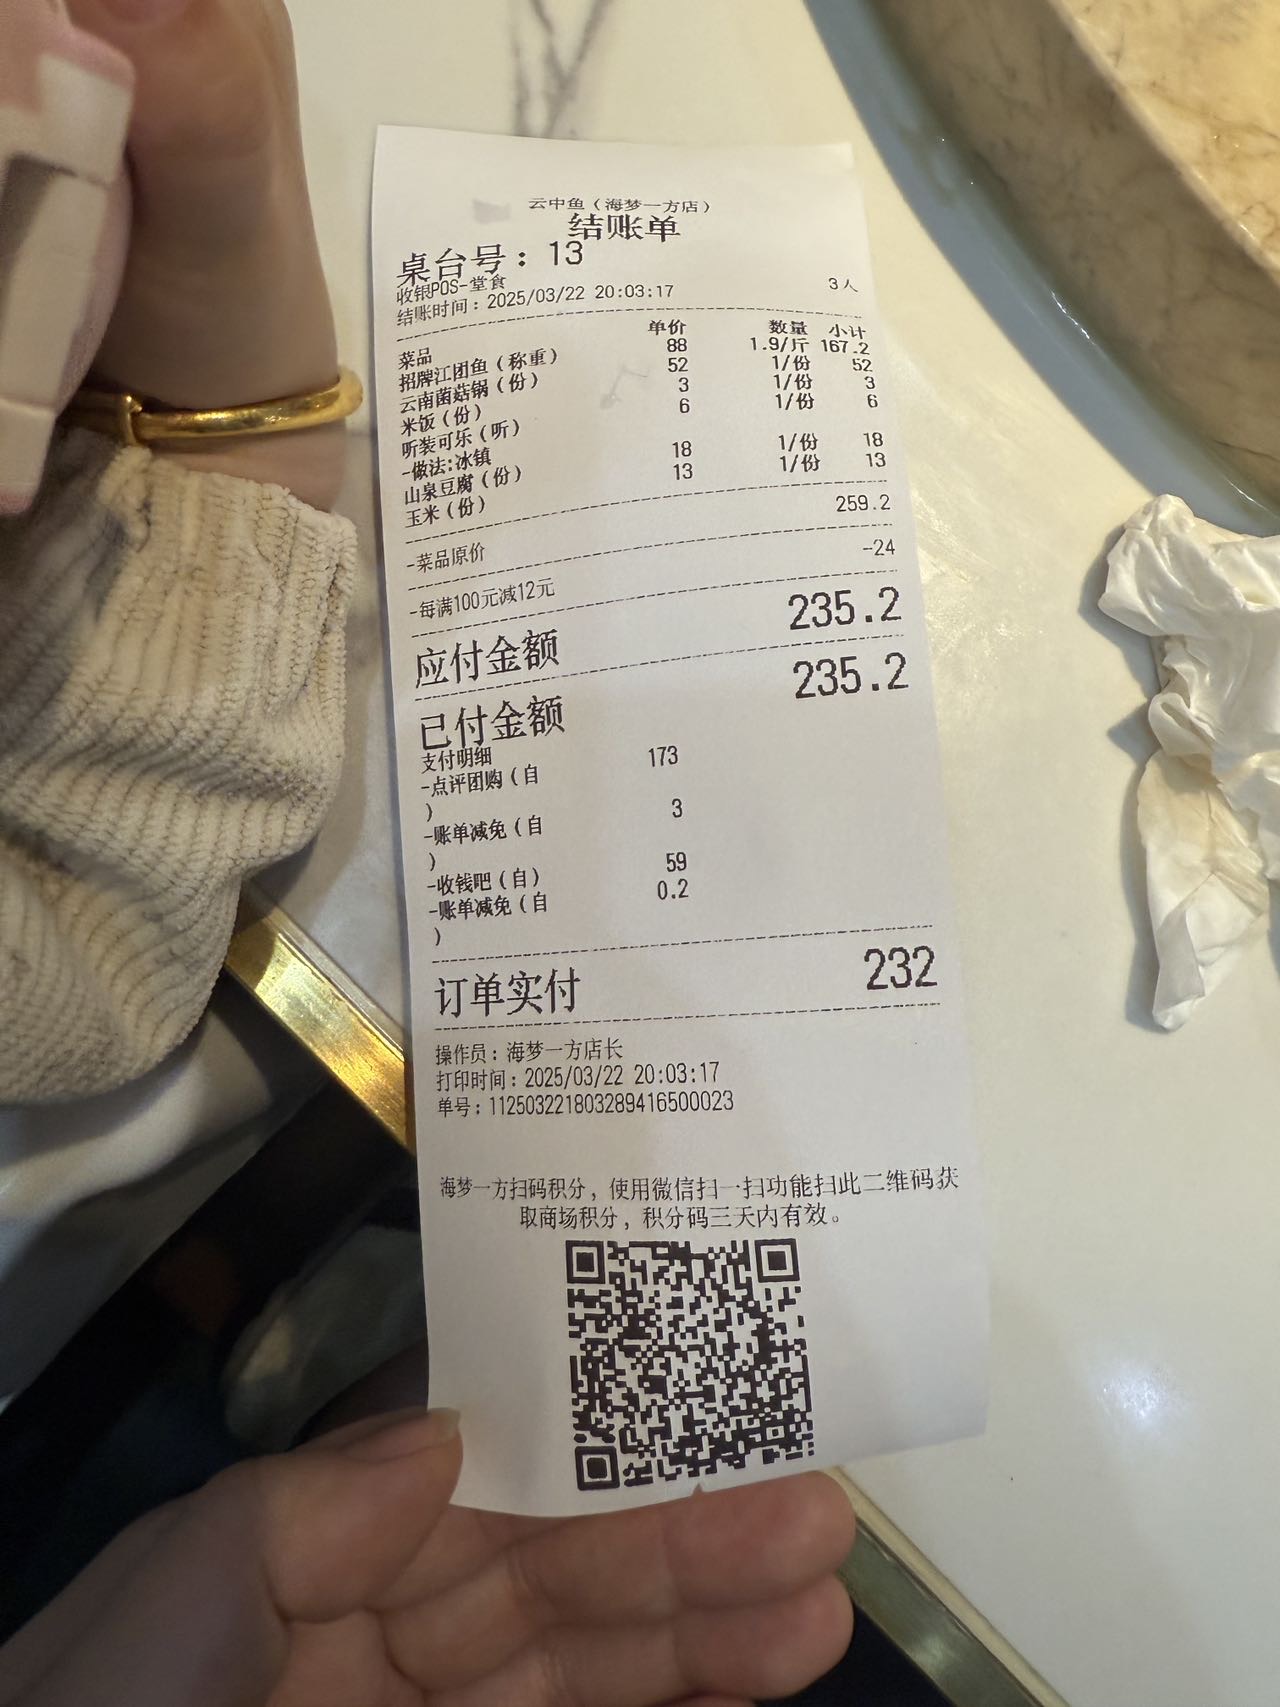 云中鱼（海梦一方店）
结账单
桌台号：13
收银POS-堂食 3人
结账时间：2025/03/22 20:03:17
菜品 单价 数量 小计
招牌江团鱼（称重） 88 1.9/斤 167.2
云南菌菇锅（份） 52 1/份 52
米饭（份） 3 1/份 3
听装可乐（听） 6 1/份 6
-做法:冰镇
山泉豆腐（份） 18 1/份 18
玉米（份） 13 1/份 13
-菜品原价 259.2
-每满100元减12元 -24
应付金额 235.2
已付金额 235.2
支付明细
-点评团购（自 173
）
-账单减免（自 3
）
-收钱吧（自） 59
-账单减免（自 0.2
）
订单实付 232
操作员：海梦一方店长
打印时间：2025/03/22 20:03:17
单号：112503221803289416500023
海梦一方扫码积分，使用微信扫一扫功能扫此二维码获
取商场积分，积分码三天内有效。